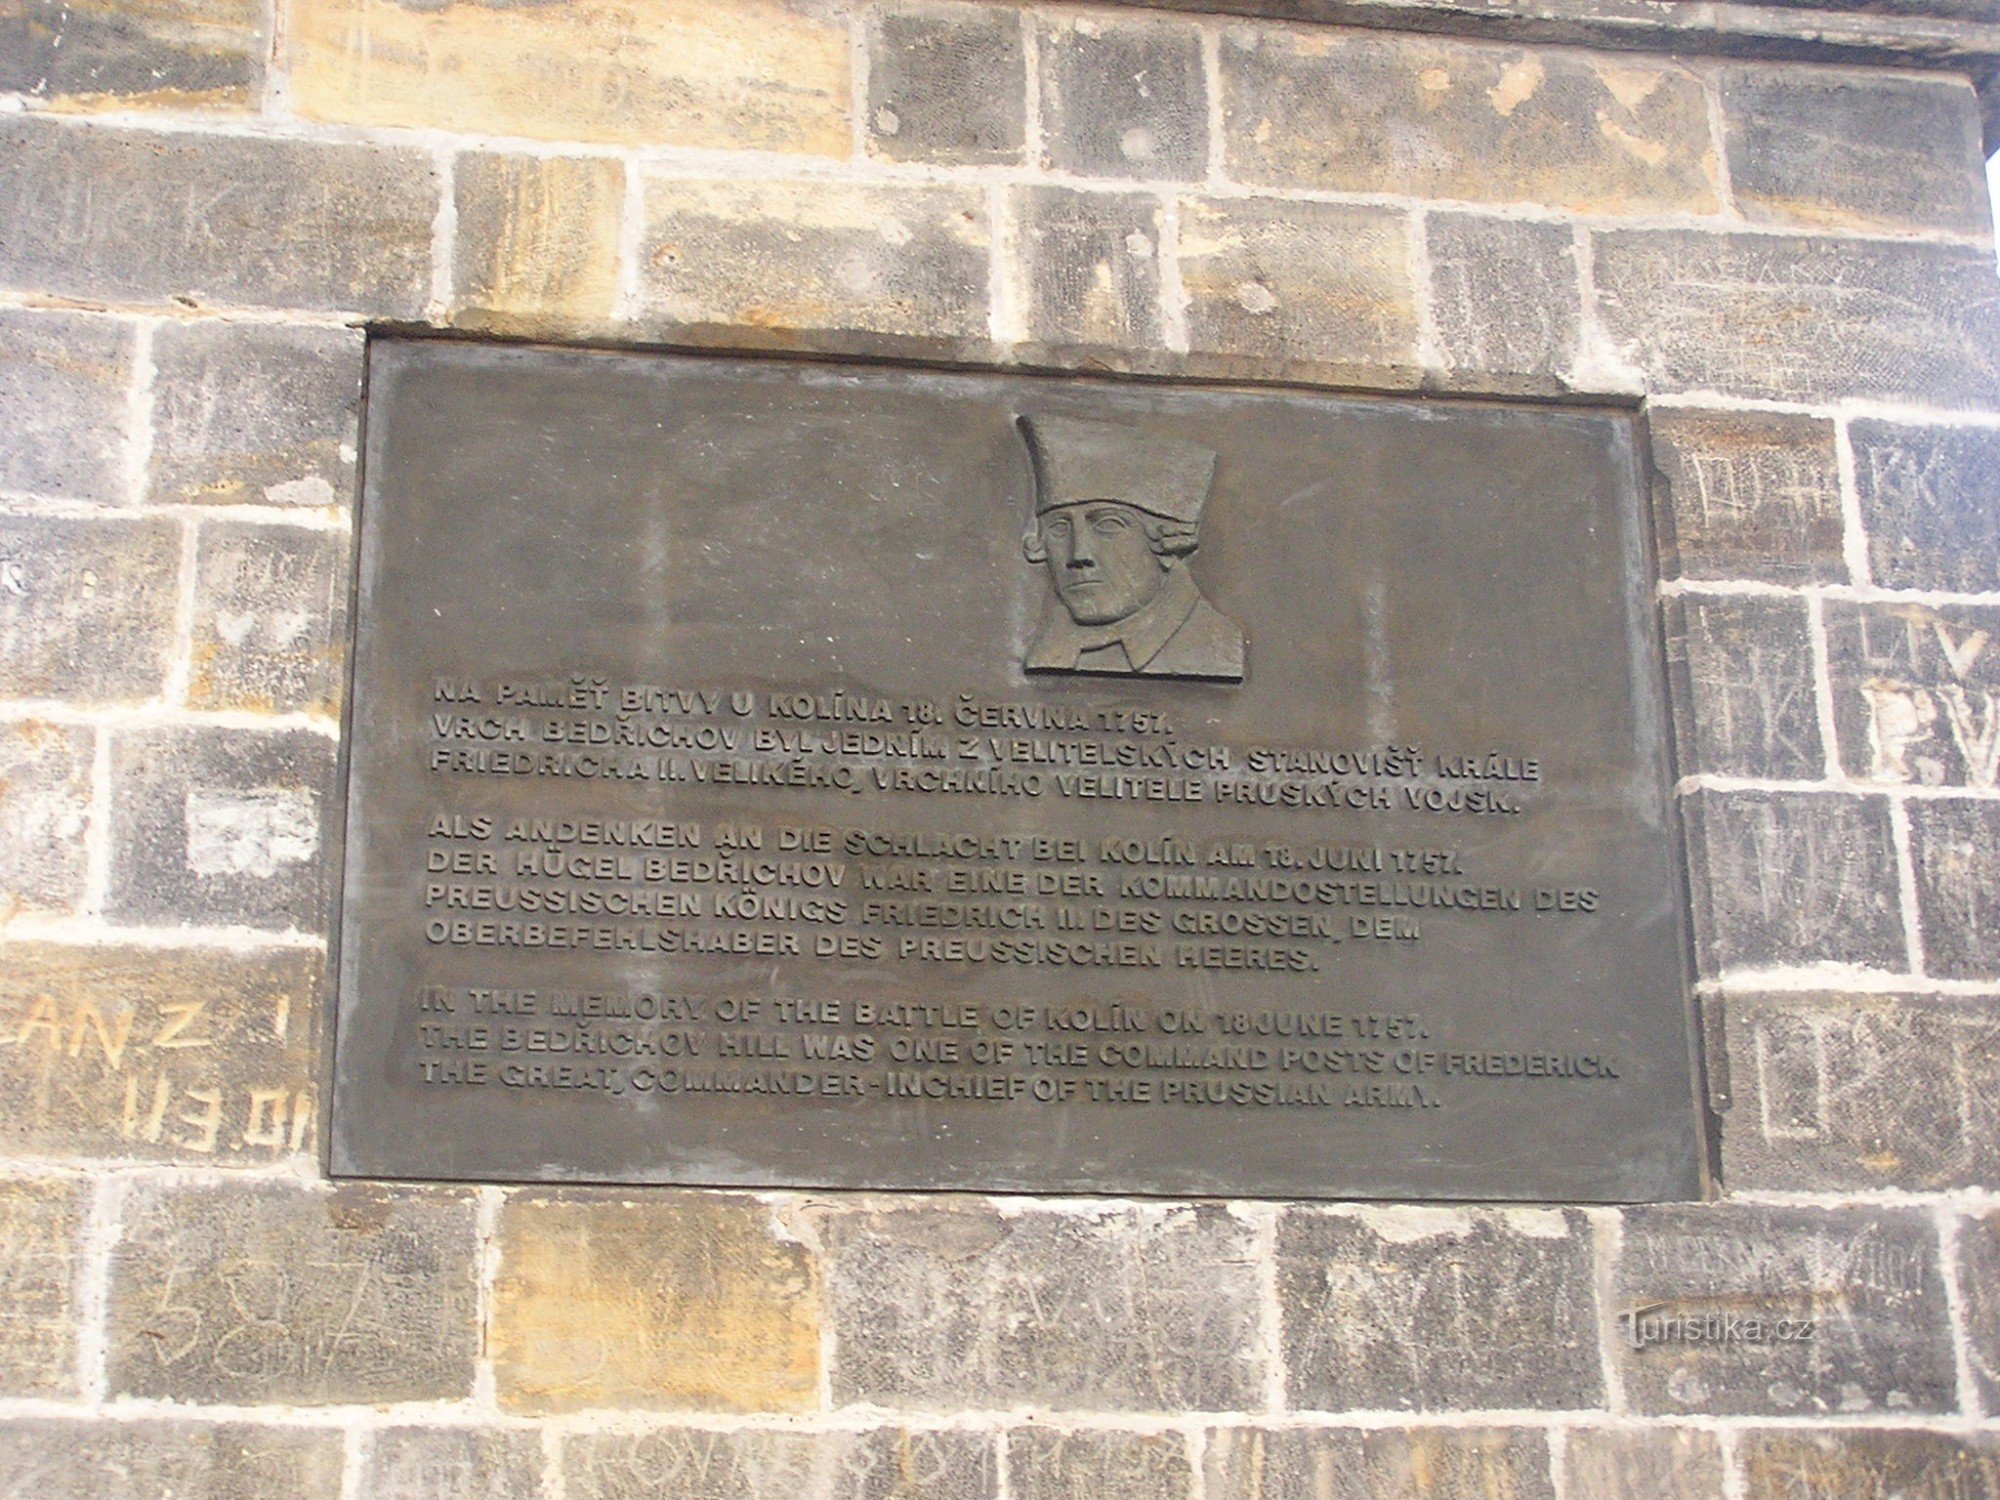 NA PAMĚŤ BITVY U KOLÍNA 18. ČERVNA 1757.
VRCH BEDŘICHOV BYL JEDNÍM Z VELITELSKÝCH STANOVIŠŤ KRÁLE
FRIEDRICHA II. VELIKÉHO, VRCHNÍHO VELITELE PRUSKÝCH VOJSK.
ALS ANDENKEN AN DIE SCHLACHT BEI KOLÍN AM 18. JUNI 1757.
DER HÜGEL BEDŘICHOV WAR EINE DER KOMMANDOSTELLUNGEN DES
PREUSSISCHEN KÖNIGS FRIEDRICH II. DES GROSSEN, DEM
OBERBEFEHLSHABER DES PREUSSISCHEN HEERES.
IN THE MEMORY OF THE BATTLE OF KOLÍN ON 18 JUNE 1757.
THE BEDŘICHOV HILL WAS ONE OF THE COMMAND POSTS OF FREDERICK
THE GREAT, COMMANDER-INCHIEF OF THE PRUSSIAN ARMY.
Turistika.cz